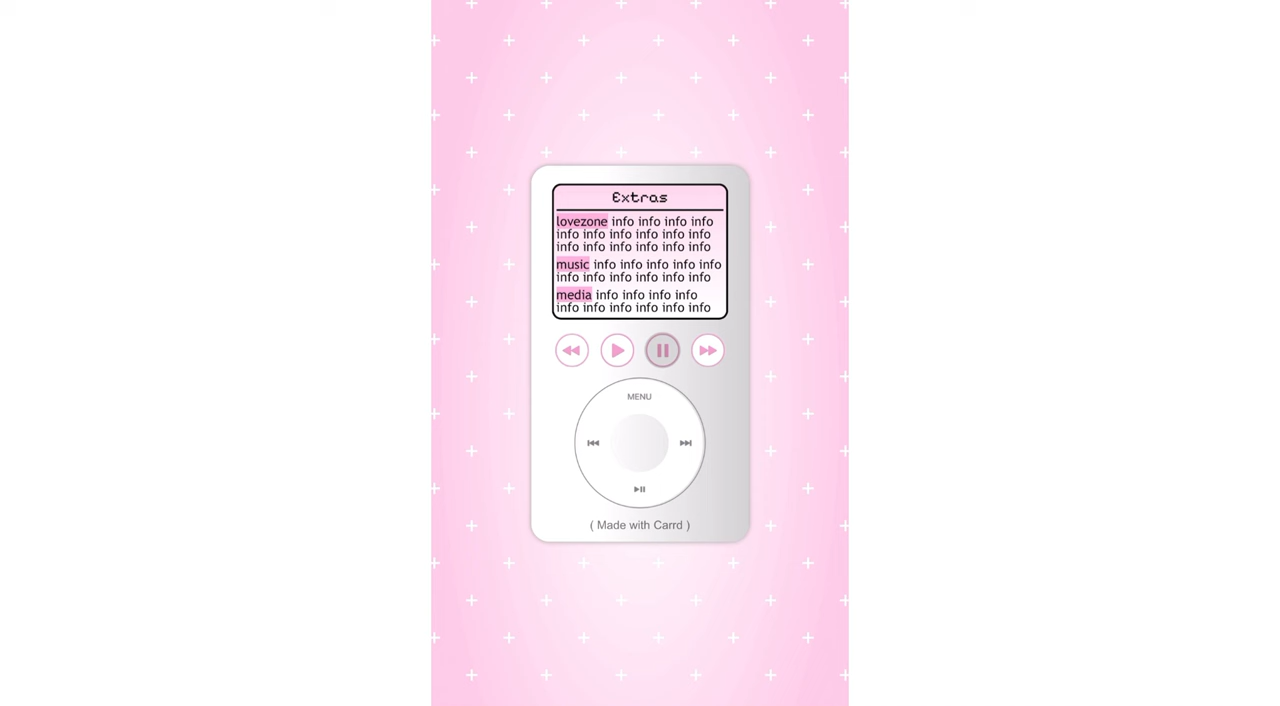 Extras
lovezone info info info info
info info info info info info
info info info info info info
music info info info info info
info info info info info info
media info info info info
info info info info info info
MENU
( Made with Carrd )